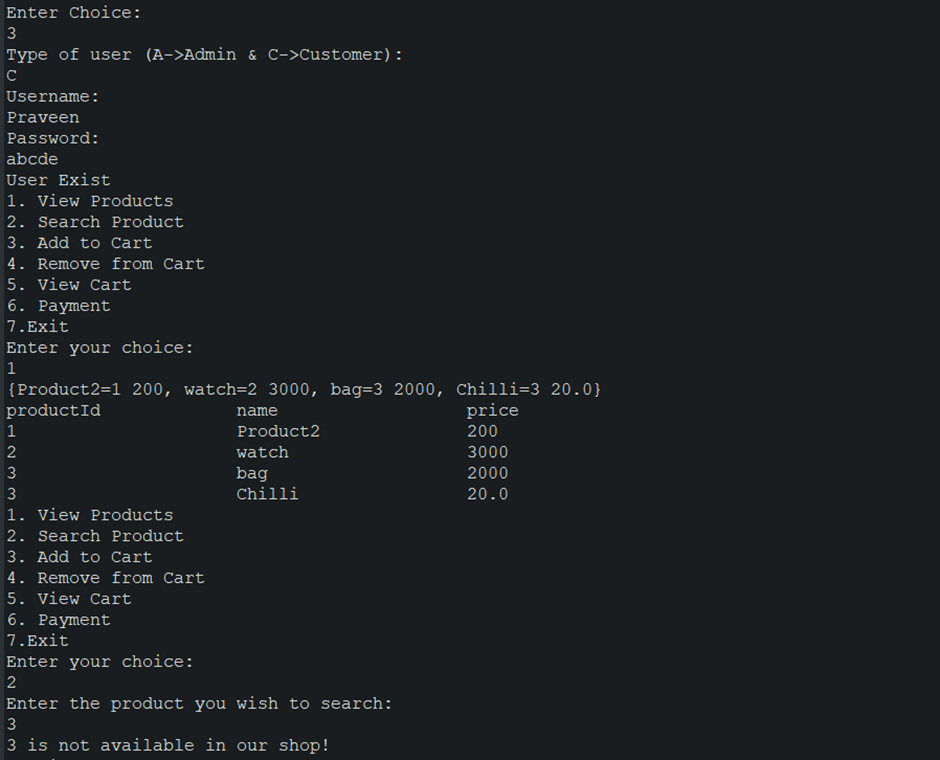 Enter Choice:
3
Type of user (A->Admin & C->Customer):
C
Username:
Praveen
Password:
abcde
User Exist
1. View Products
2. Search Product
3. Add to Cart
4. Remove from Cart
5. View Cart
6. Payment
7.Exit
Enter your choice:
1
{Product2=1 200, watch=2 3000, bag=3 2000, Chilli=3 20.0}
productId name price
1 Product2 200
2 watch 3000
3 bag 2000
3 Chilli 20.0
1. View Products
2. Search Product
3. Add to Cart
4. Remove from Cart
5. View Cart
6. Payment
7.Exit
Enter your choice:
2
Enter the product you wish to search:
3
3 is not available in our shop!